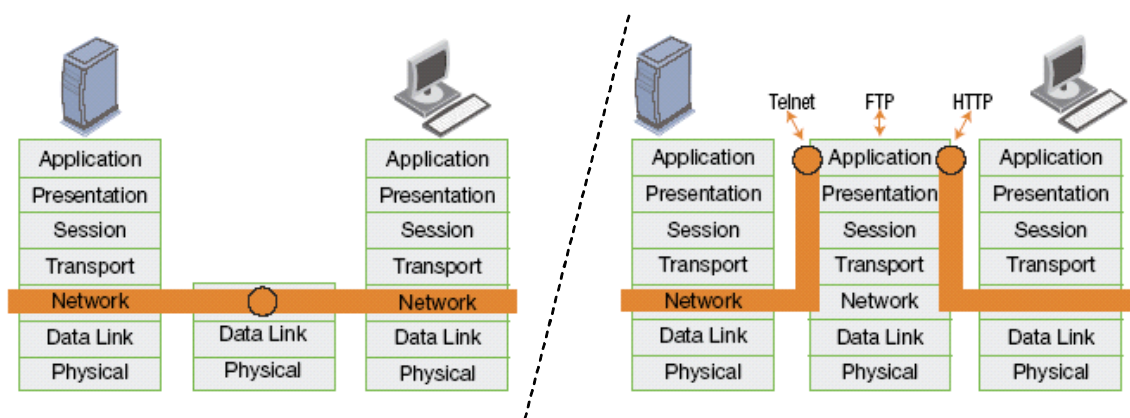 Application
Presentation
Session
Transport
Network
Data Link
Physical
Data Link
Physical
Application
Presentation
Session
Transport
Network
Data Link
Physical
Telnet
FTP
HTTP
Application
Presentation
Session
Transport
Network
Data Link
Physical
Application
Presentation
Session
Transport
Network
Data Link
Physical
Application
Presentation
Session
Transport
Data Link
Physical